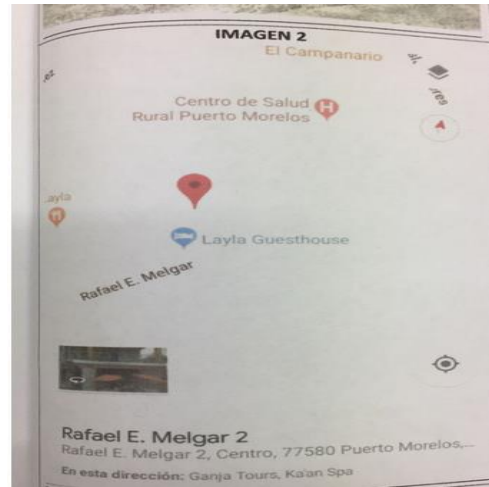 IMAGEN 2
El Campanario
Centro de Salud
Rural Puerto Morelos
H
Layla Guesthouse
Rafael E. Melgar
Rafael E. Melgar 2
Rafael E. Melgar 2, Centro, 77580 Puerto Morelos,...
En esta dirección: Ganja Tours, Ka'an Spa